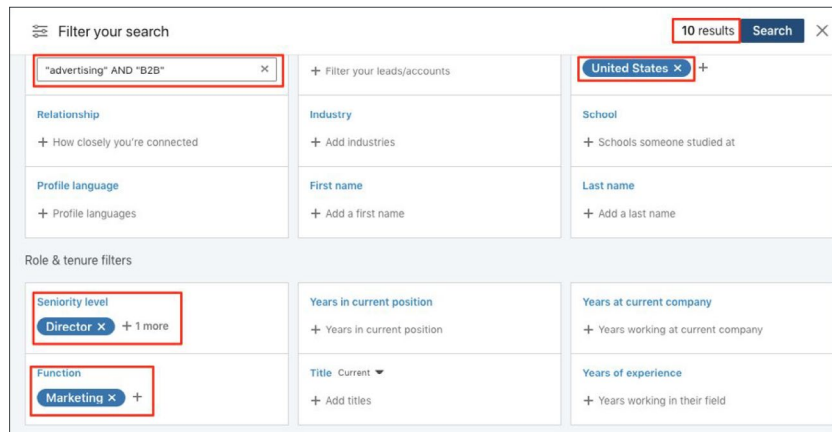 Filter your search
10 results
Search
"advertising" AND "B2B" ×
+ Filter your leads/accounts
United States × +
Relationship
+ How closely you're connected
Industry
+ Add industries
School
+ Schools someone studied at
Profile language
+ Profile languages
First name
+ Add a first name
Last name
+ Add a last name
Role & tenure filters
Seniority level
Director × + 1 more
Years in current position
+ Years in current position
Years at current company
+ Years working at current company
Function
Marketing × +
Title Current
+ Add titles
Years of experience
+ Years working in their field